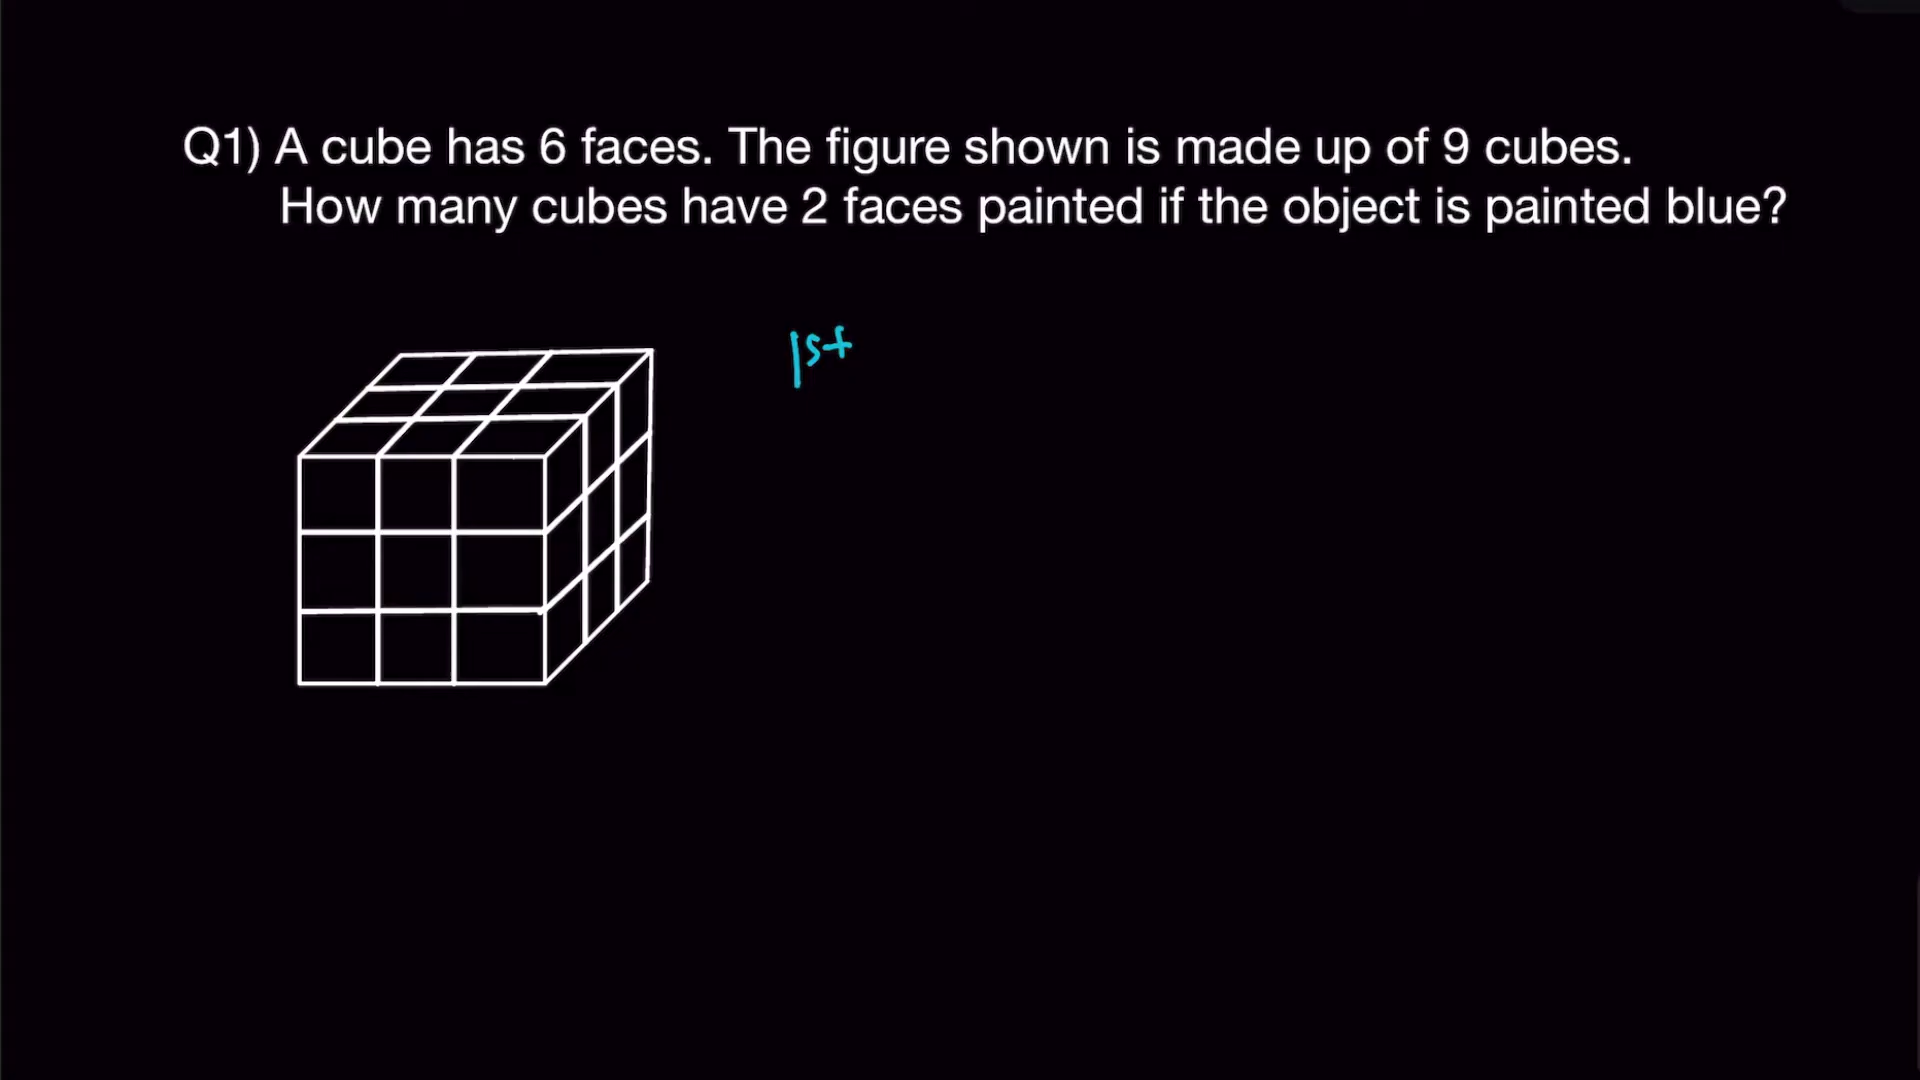 Q1) A cube has 6 faces. The figure shown is made up of 9 cubes.
How many cubes have 2 faces painted if the object is painted blue?
1st